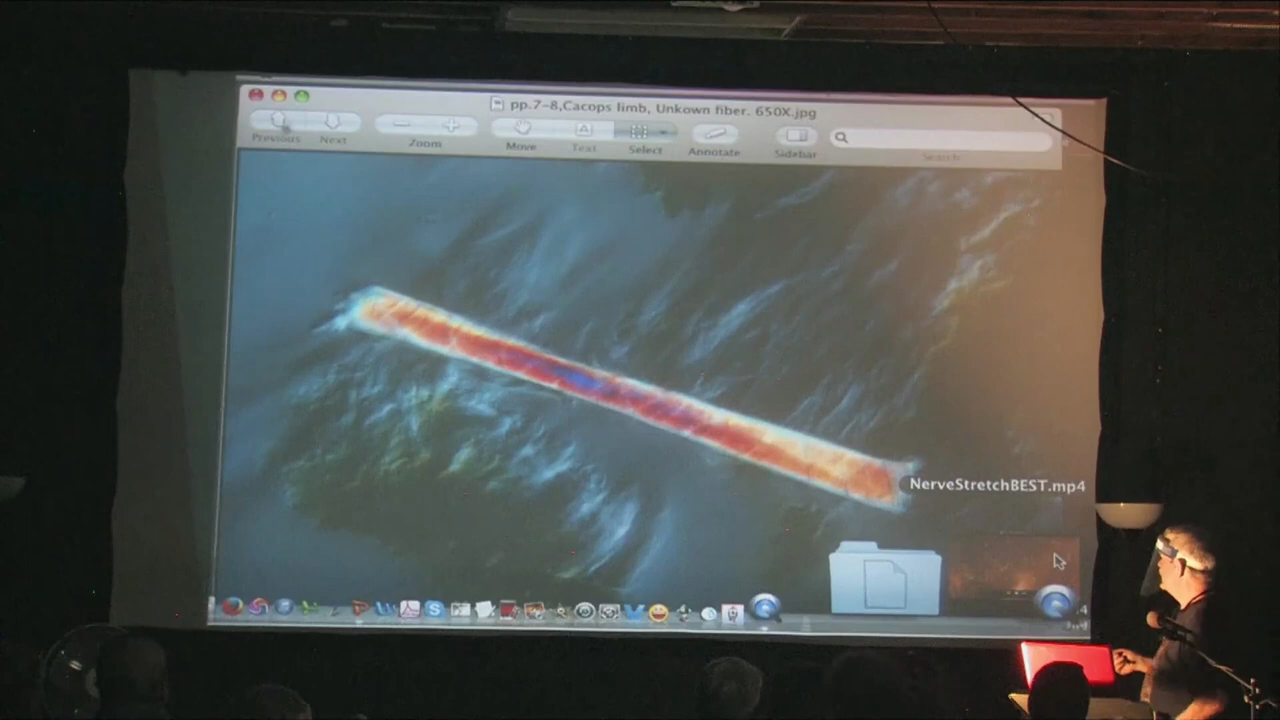 pp.7-8,Cacops limb, Unkown fiber. 650X.jpg
Previous Next Zoom Move Text Select Annotate Sidebar Search
NerveStretchBEST.mp4